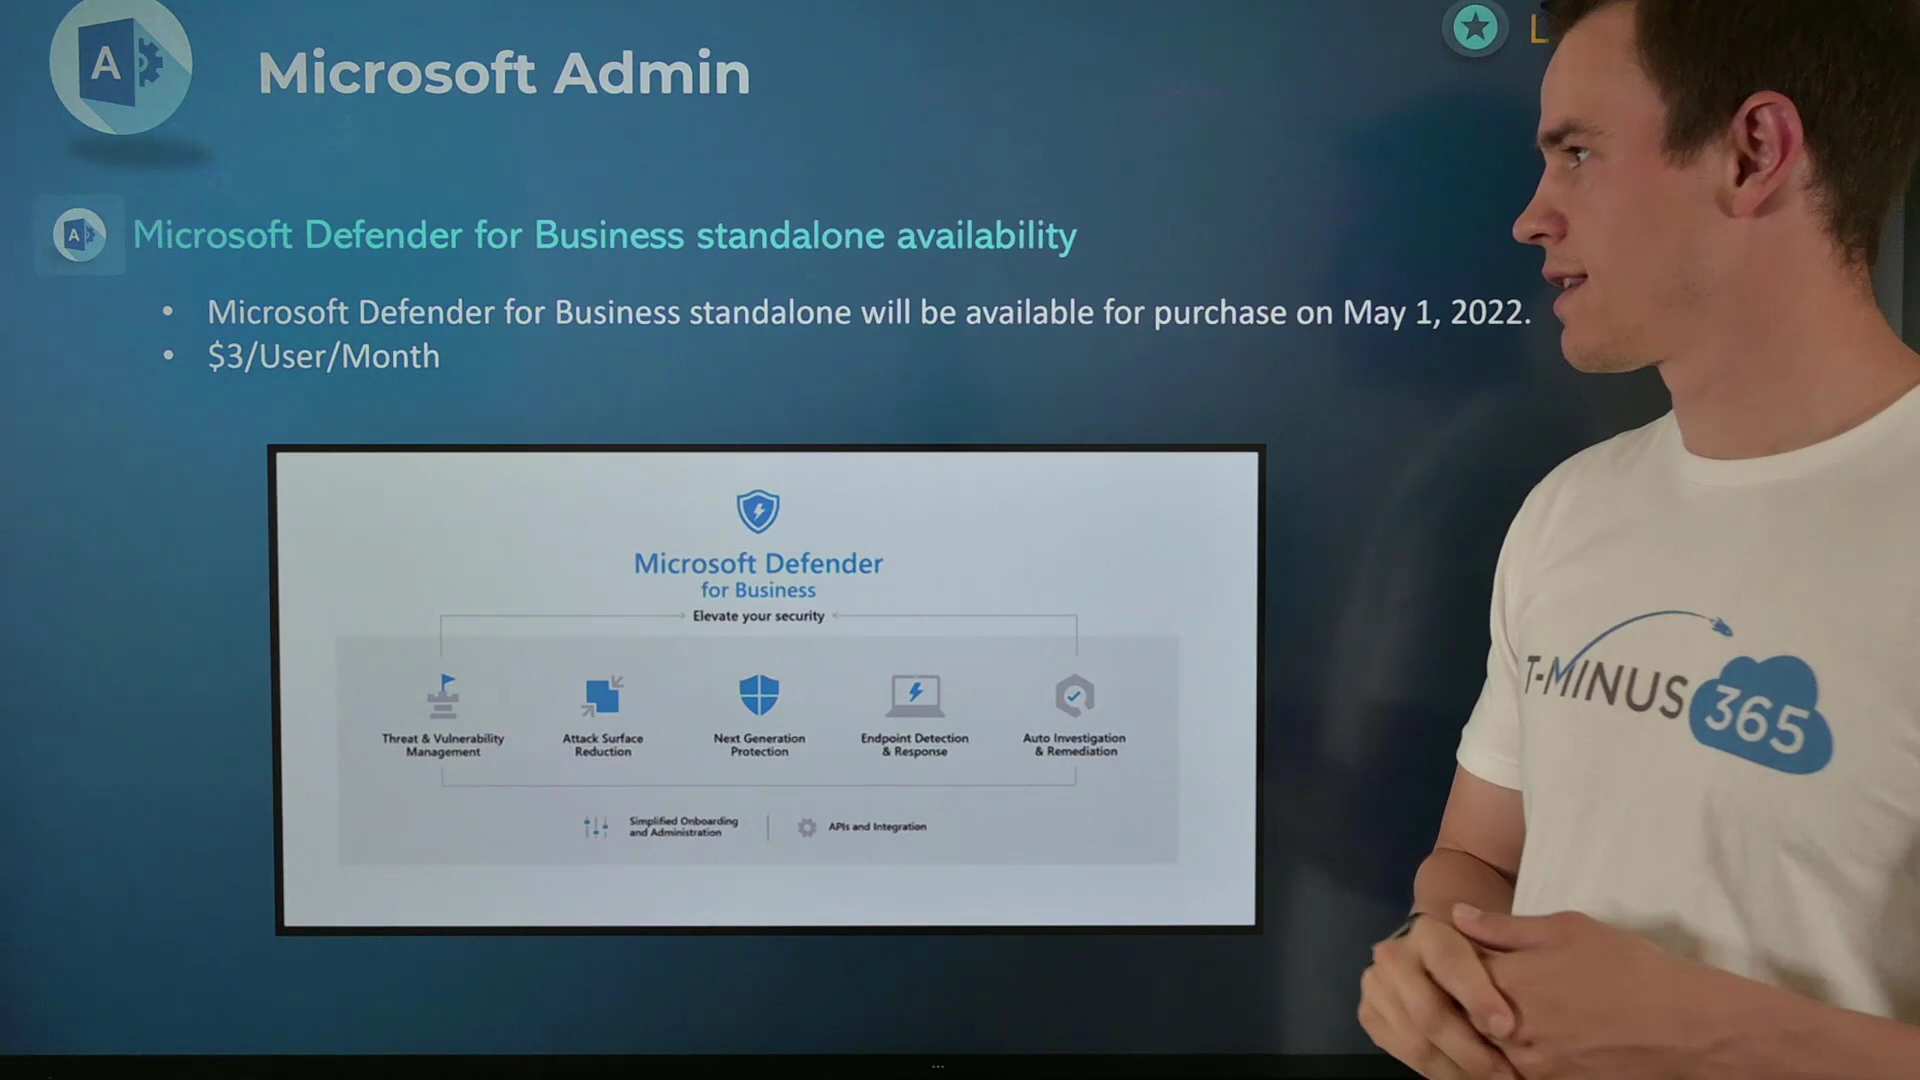 A
Microsoft Admin
L
A
Microsoft Defender for Business standalone availability
• Microsoft Defender for Business standalone will be available for purchase on May 1, 2022.
• $3/User/Month
Microsoft Defender
for Business
Elevate your security
Threat & Vulnerability
Management
Attack Surface
Reduction
Next Generation
Protection
Endpoint Detection
& Response
Auto Investigation
& Remediation
Simplified Onboarding
and Administration
APIs and Integration
T-MINUS
365